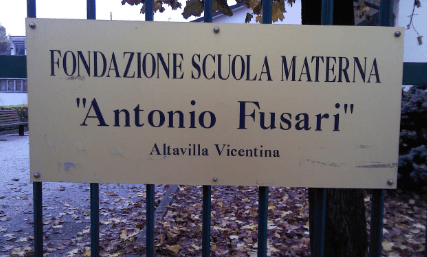 FONDAZIONE SCUOLA MATERNA
"Antonio Fusari"
Altavilla Vicentina